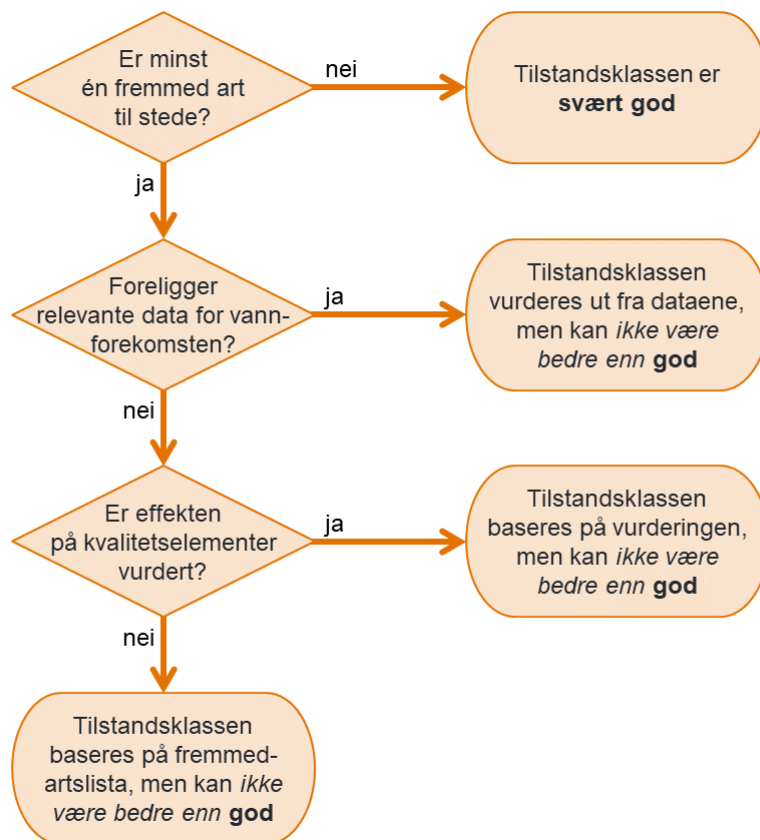 Er minst
én fremmed art
til stede?
nei
Tilstandsklassen er
svært god
ja
Foreligger
relevante data for vann-
forekomsten?
ja
Tilstandsklassen
vurderes ut fra dataene,
men kan ikke være
bedre enn god
nei
Er effekten
på kvalitetselementer
vurdert?
ja
Tilstandsklassen
baseres på vurderingen,
men kan ikke være
bedre enn god
nei
Tilstandsklassen
baseres på fremmed-
artslista, men kan ikke
være bedre enn god